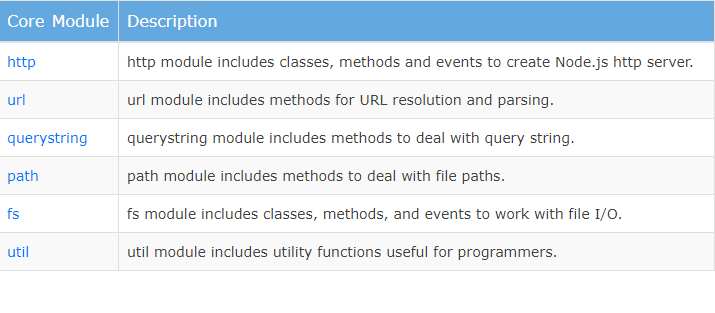 Core Module Description
http http module includes classes, methods and events to create Node.js http server.
url url module includes methods for URL resolution and parsing.
querystring querystring module includes methods to deal with query string.
path path module includes methods to deal with file paths.
fs fs module includes classes, methods, and events to work with file I/O.
util util module includes utility functions useful for programmers.